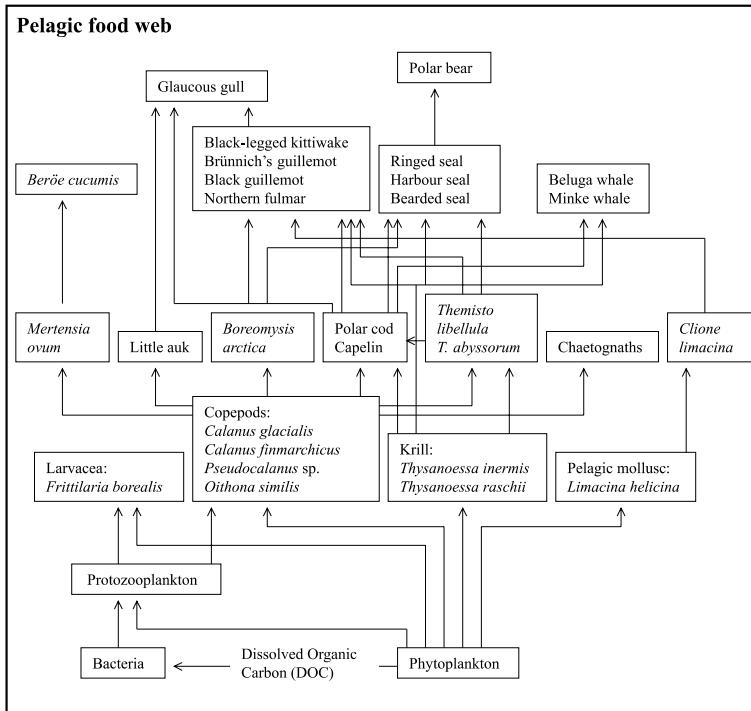 Pelagic food web
Polar bear
Glaucous gull
Black-legged kittiwake
Brünnich's guillemot
Black guillemot
Northern fulmar
Ringed seal
Harbour seal
Bearded seal
Beluga whale
Minke whale
Beröe cucumis
Mertensia
ovum
Little auk
Boreomysis
arctica
Polar cod
Capelin
Themisto
libellula
T. abyssorum
Chaetognaths
Clione
limacina
Copepods:
Calanus glacialis
Calanus finmarchicus
Pseudocalanus sp.
Oithona similis
Larvacea:
Frittilaria borealis
Krill:
Thysanoessa inermis
Thysanoessa raschii
Pelagic mollusc:
Limacina helicina
Protozooplankton
Bacteria
Dissolved Organic
Carbon (DOC)
Phytoplankton